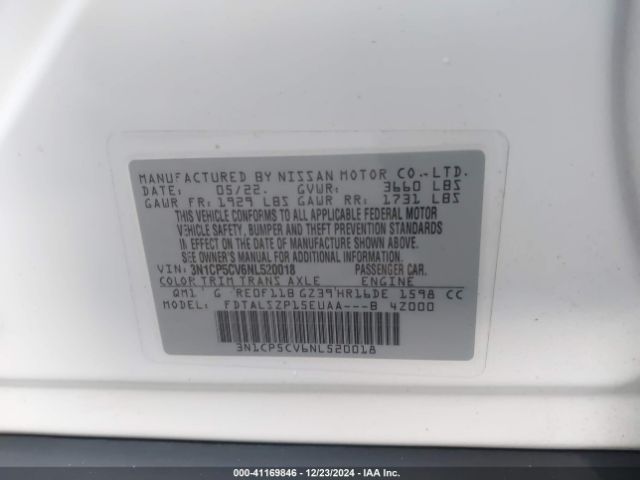 MANUFACTURED BY NISSAN MOTOR CO.-LTD.
DATE: 05/22. GVWR: 3660 LBS
GAWR FR: 1929 LBS GAWR RR: 1731 LBS
THIS VEHICLE CONFORMS TO ALL APPLICABLE FEDERAL MOTOR
VEHICLE SAFETY, BUMPER AND THEFT PREVENTION STANDARDS
IN EFFECT ON THE DATE OF MANUFACTURE SHOWN ABOVE.
SEE OWNER'S MANUAL FOR ADDITIONAL INFORMATION.
VIN: 3N1CP5CV6NL520018 PASSENGER CAR.
COLOR TRIM TRANS AXLE ENGINE
QM1 G RE0F11B GZ39 HR16DE 1598 CC
MODEL: FDTALSZP15EUAA---B 4Z000
3N1CP5CV6NL520018
000-41169846 | 12/23/2024 - IAA Inc.